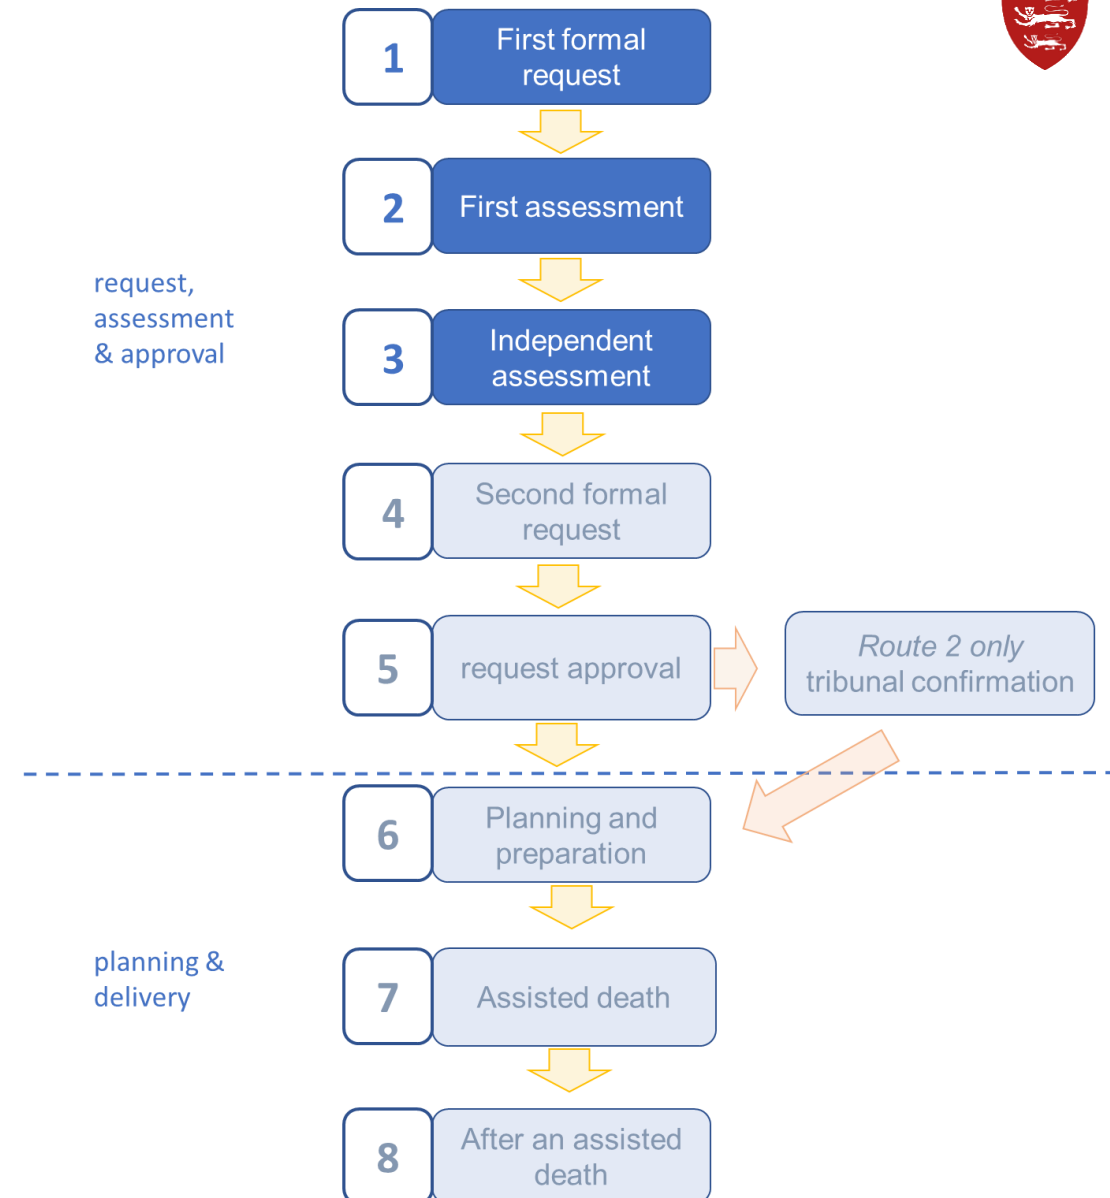 1
First formal
request
2
First assessment
request,
assessment
& approval
3
Independent
assessment
4
Second formal
request
5
request approval
Route 2 only
tribunal confirmation
6
Planning and
preparation
planning &
delivery
7
Assisted death
8
After an assisted
death